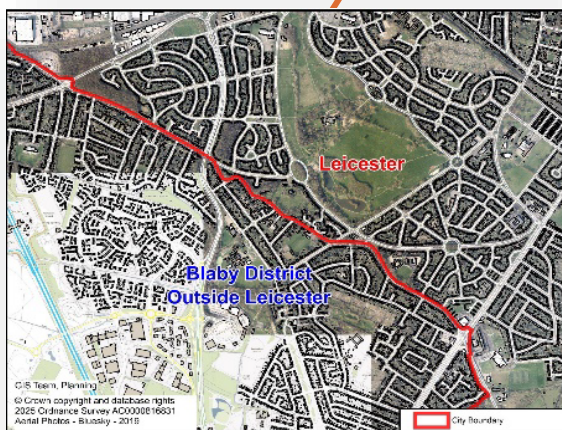 Leicester
Blaby District
Outside Leicester
GIS Team, Planning
© Crown copyright and database rights
2025 Ordnance Survey AC0000816831
Aerial Photos - Bluesky - 2019
City Boundary